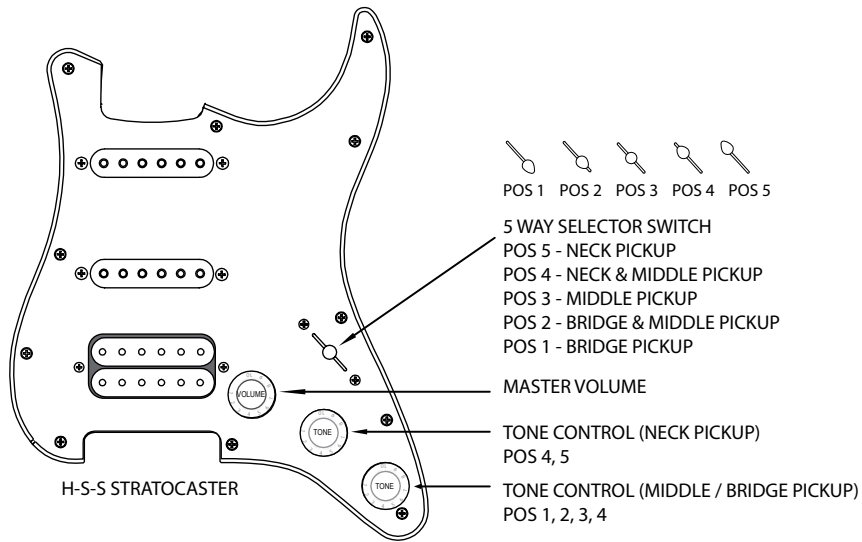 POS 1 POS 2 POS 3 POS 4 POS 5
5 WAY SELECTOR SWITCH
POS 5 - NECK PICKUP
POS 4 - NECK & MIDDLE PICKUP
POS 3 - MIDDLE PICKUP
POS 2 - BRIDGE & MIDDLE PICKUP
POS 1 - BRIDGE PICKUP
MASTER VOLUME
VOLUME
TONE
TONE CONTROL (NECK PICKUP)
POS 4, 5
TONE
TONE CONTROL (MIDDLE / BRIDGE PICKUP)
POS 1, 2, 3, 4
H-S-S STRATOCASTER